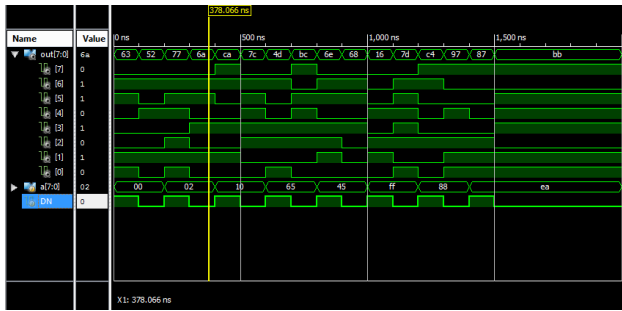 378.066 ns
Name Value 0 ns 500 ns 1,000 ns 1,500 ns
out[7:0] 6a 63 52 77 6a ca 7c 4d bc 6e 68 16 7d c4 97 87 bb
[7] 0
[6] 1
[5] 1
[4] 0
[3] 1
[2] 0
[1] 1
[0] 0
a[7:0] 02 00 02 10 65 45 ff 88 ea
DN 0
X1: 378.066 ns